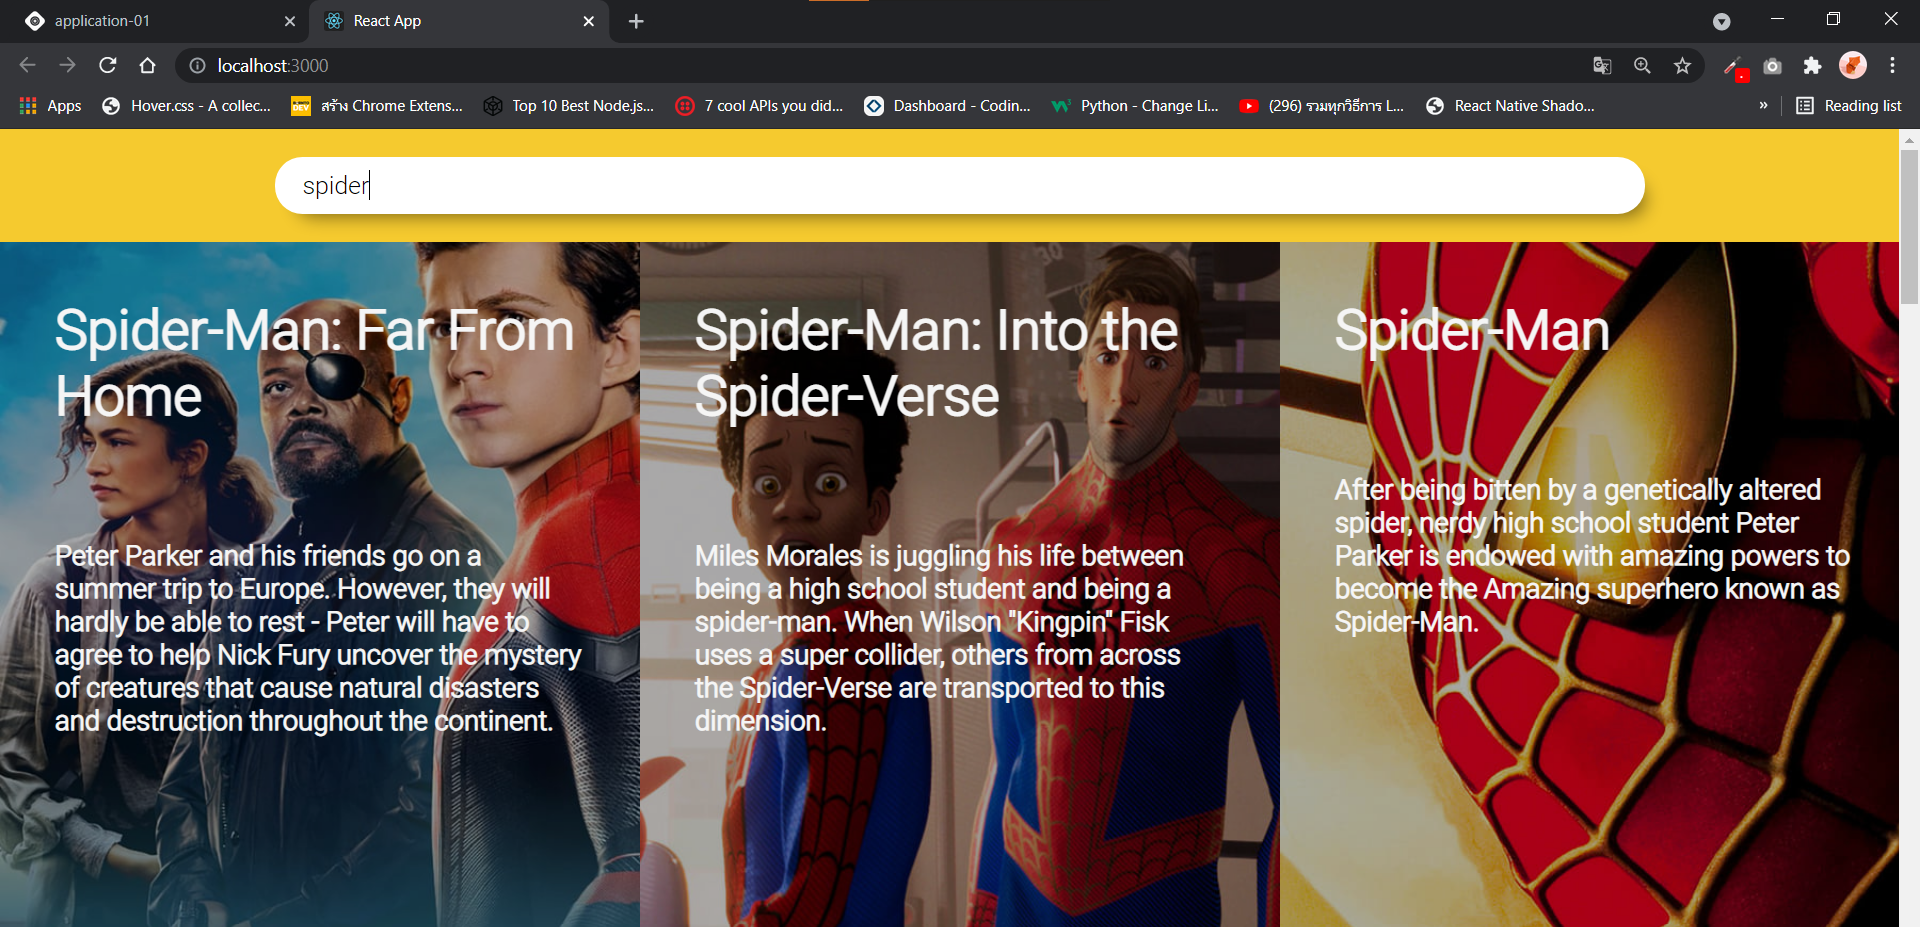 application-01
React App
localhost:3000
Apps
Hover.css - A collec...
สร้าง Chrome Extens...
Top 10 Best Node.js...
7 cool APIs you did...
Dashboard - Codin...
Python - Change Li...
(296) รวมทุกวิธีการ L...
React Native Shado...
»
Reading list
spider
Spider-Man: Far From
Home
Peter Parker and his friends go on a
summer trip to Europe. However, they will
hardly be able to rest - Peter will have to
agree to help Nick Fury uncover the mystery
of creatures that cause natural disasters
and destruction throughout the continent.
30
Spider-Man: Into the
Spider-Verse
Miles Morales is juggling his life between
being a high school student and being a
spider-man. When Wilson "Kingpin" Fisk
uses a super collider, others from across
the Spider-Verse are transported to this
dimension.
Spider-Man
After being bitten by a genetically altered
spider, nerdy high school student Peter
Parker is endowed with amazing powers to
become the Amazing superhero known as
Spider-Man.